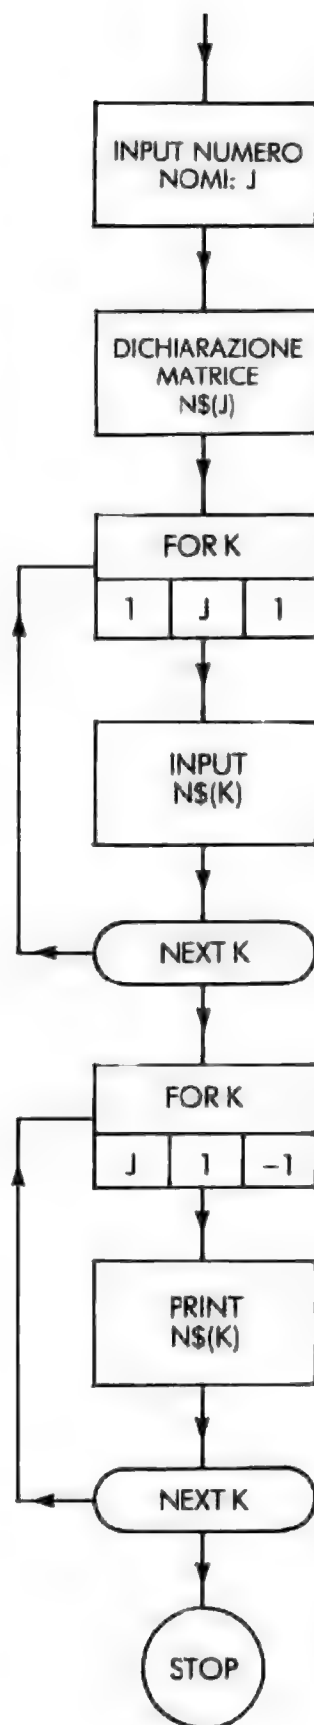 INPUT NUMERO
NOMI: J
DICHIARAZIONE
MATRICE
N$(J)
FOR K
1 J 1
INPUT
N$(K)
NEXT K
FOR K
J 1 -1
PRINT
N$(K)
NEXT K
STOP